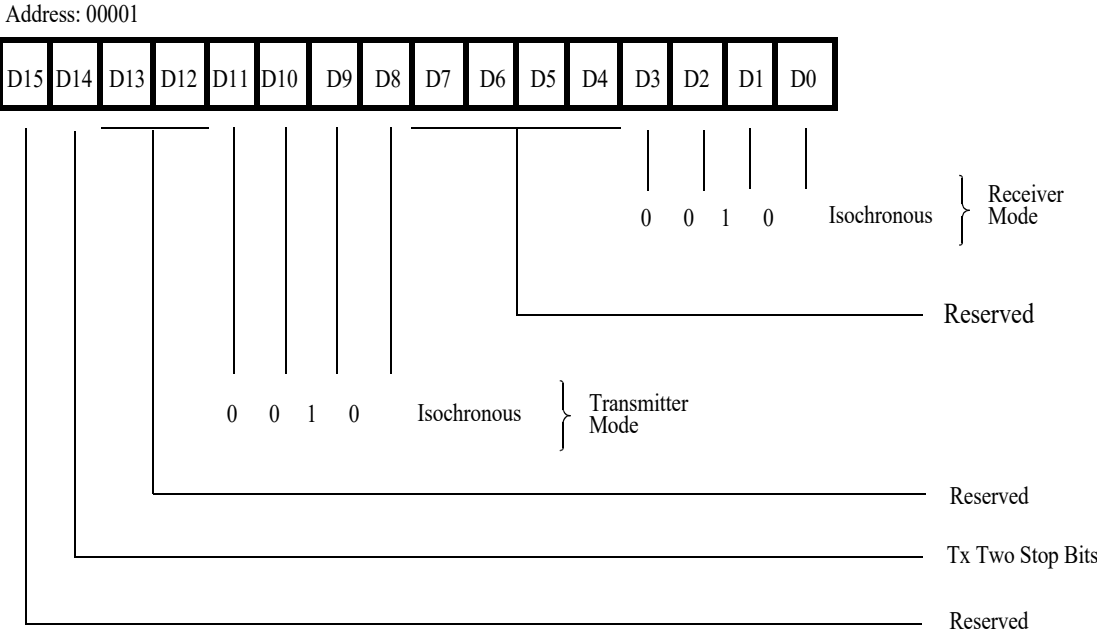 Address: 00001
D15 D14 D13 D12 D11 D10 D9 D8 D7 D6 D5 D4 D3 D2 D1 D0
0 0 1 0 Isochronous Receiver
Mode
Reserved
0 0 1 0 Isochronous Transmitter
Mode
Reserved
Tx Two Stop Bits
Reserved